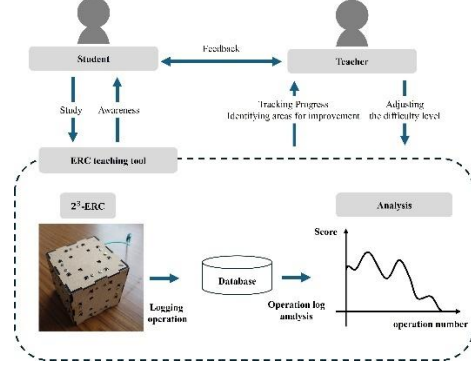 Student
Feedback
Teacher
Study
Awareness
Tracking Progress
Identifying areas for improvement
Adjusting
the difficulty level
ERC teaching tool
2³-ERC
Analysis
Score
Database
Logging
operation
Operation log
analysis
operation number